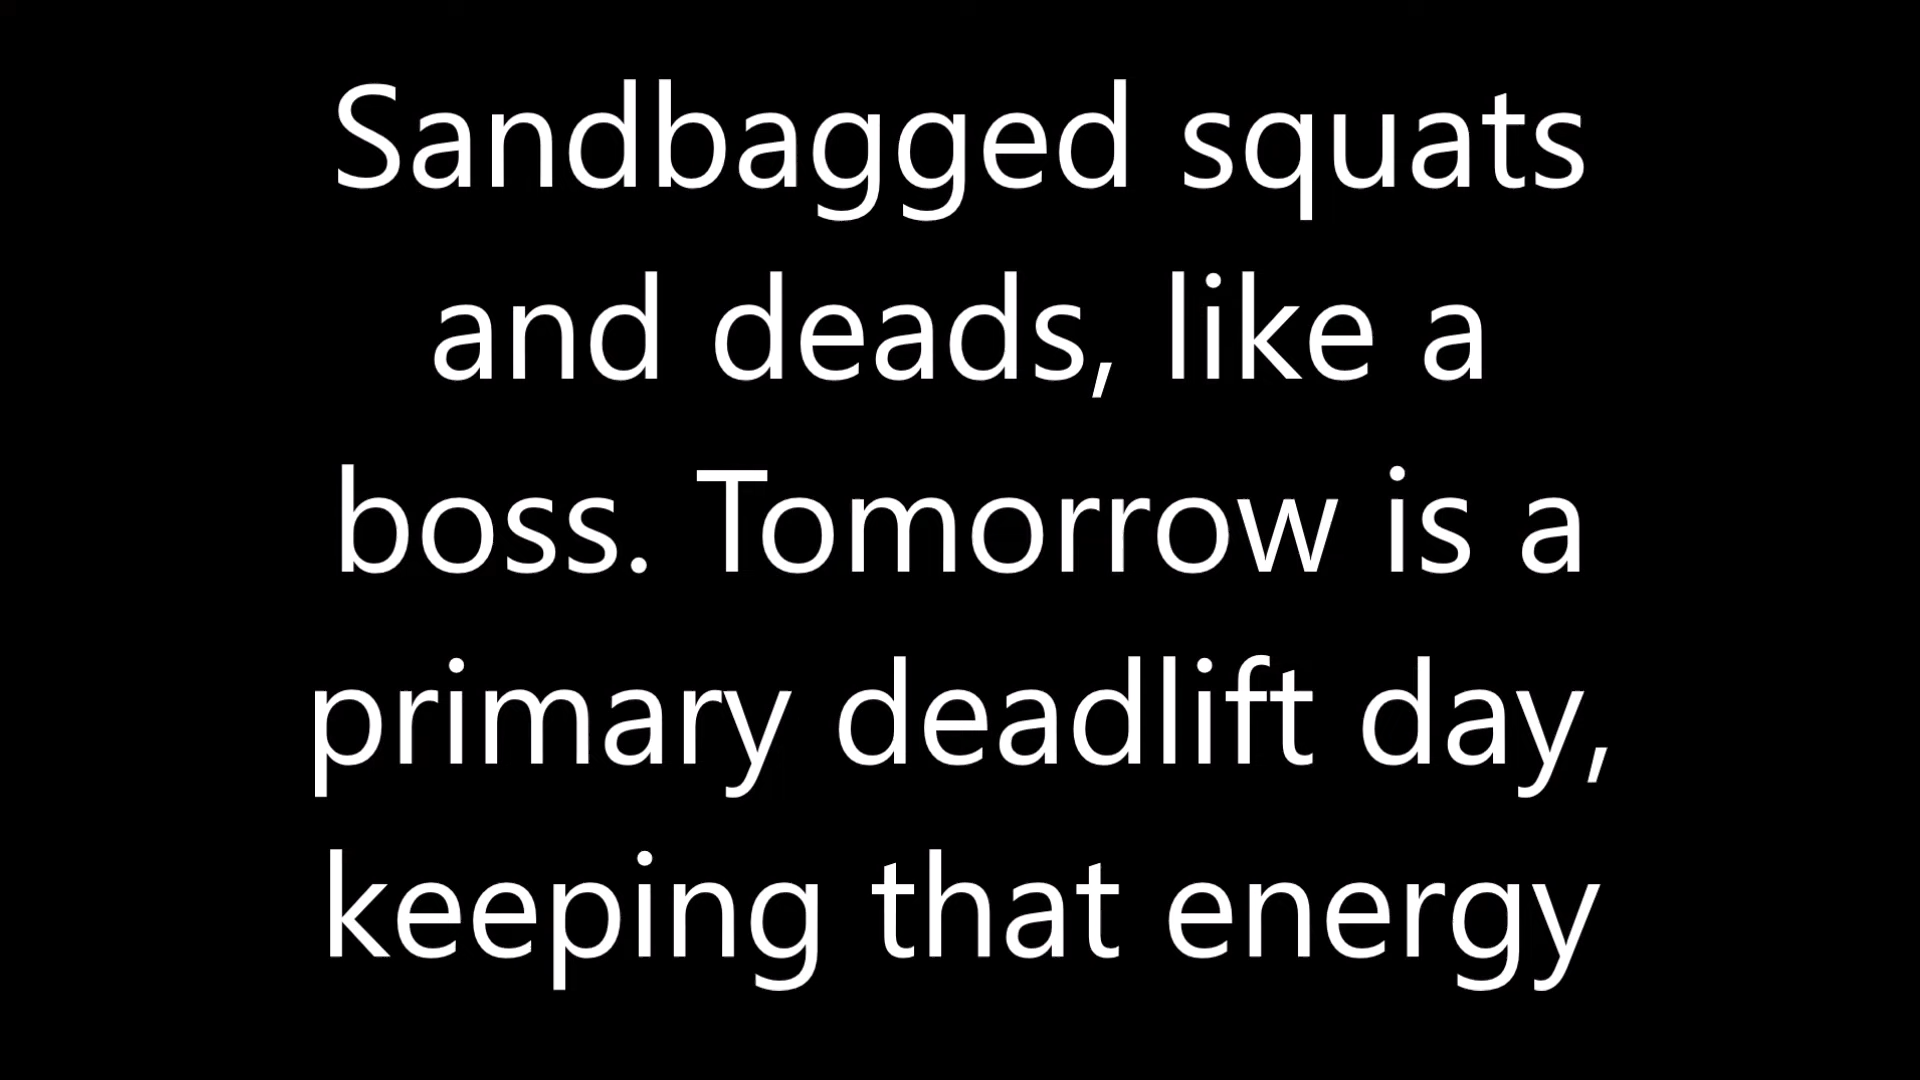 Sandbagged squats
and deads, like a
boss. Tomorrow is a
primary deadlift day,
keeping that energy